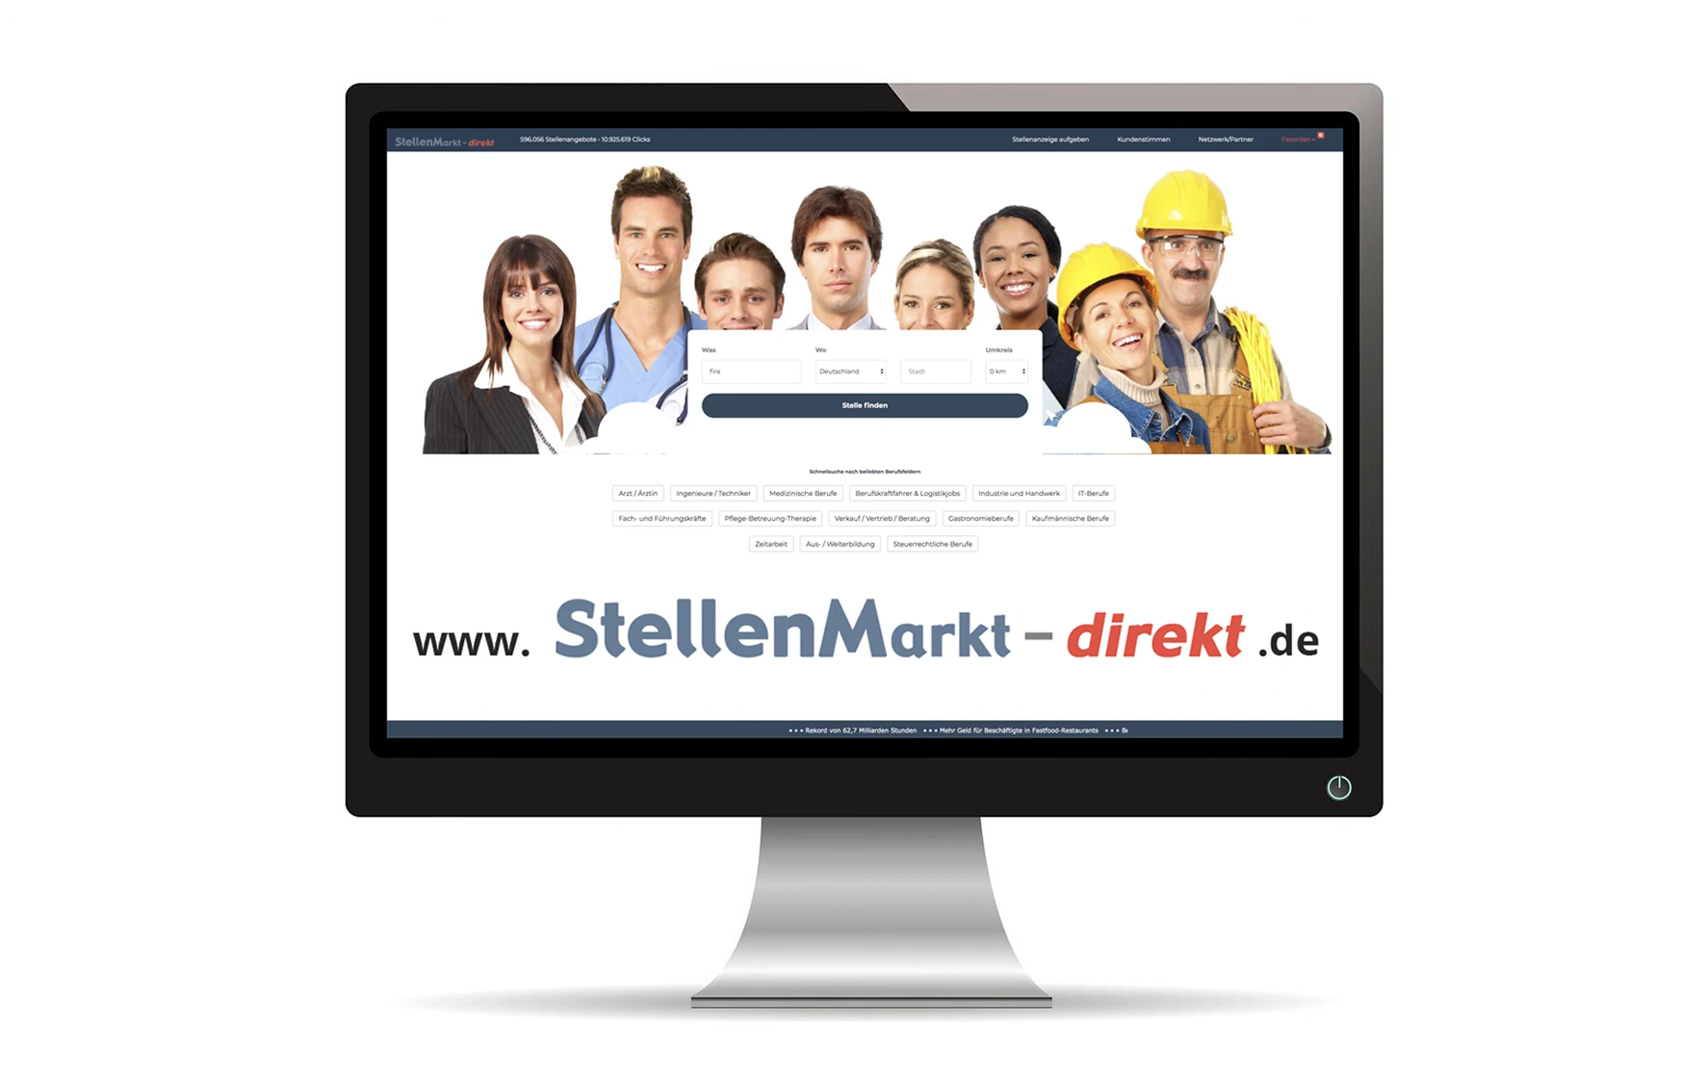 StellenMarkt - direkt 596.056 Stellenangebote • 10.925.619 Clicks Stellenanzeige aufgeben Kundenstimmen Netzwerk/Partner Favoriten
Was Wo Umkreis
fira Deutschland Stadt 0 km
Stelle finden
Schnellsuche nach beliebten Berufsfeldern
Arzt / Ärztin Ingenieure / Techniker Medizinische Berufe Berufskraftfahrer & Logistikjobs Industrie und Handwerk IT-Berufe
Fach- und Führungskräfte Pflege-Betreuung-Therapie Verkauf / Vertrieb / Beratung Gastronomieberufe Kaufmännische Berufe
Zeitarbeit Aus- / Weiterbildung Steuerrechtliche Berufe
www. StellenMarkt - direkt .de
• • • Rekord von 62,7 Milliarden Stunden • • • Mehr Geld für Beschäftigte in Fastfood-Restaurants • • • Be